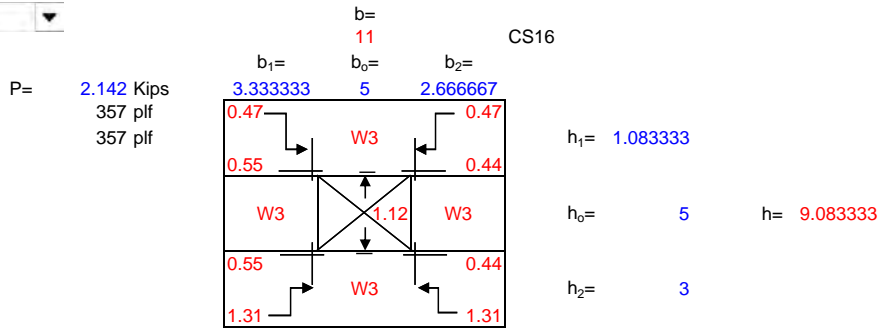 b=
11 CS16
b₁= bₒ= b₂=
P= 2.142 Kips 3.333333 5 2.666667
357 plf 0.47 0.47
357 plf W3 h₁= 1.083333
0.55 0.44
W3 1.12 W3 hₒ= 5 h= 9.083333
0.55 0.44
W3 h₂= 3
1.31 1.31